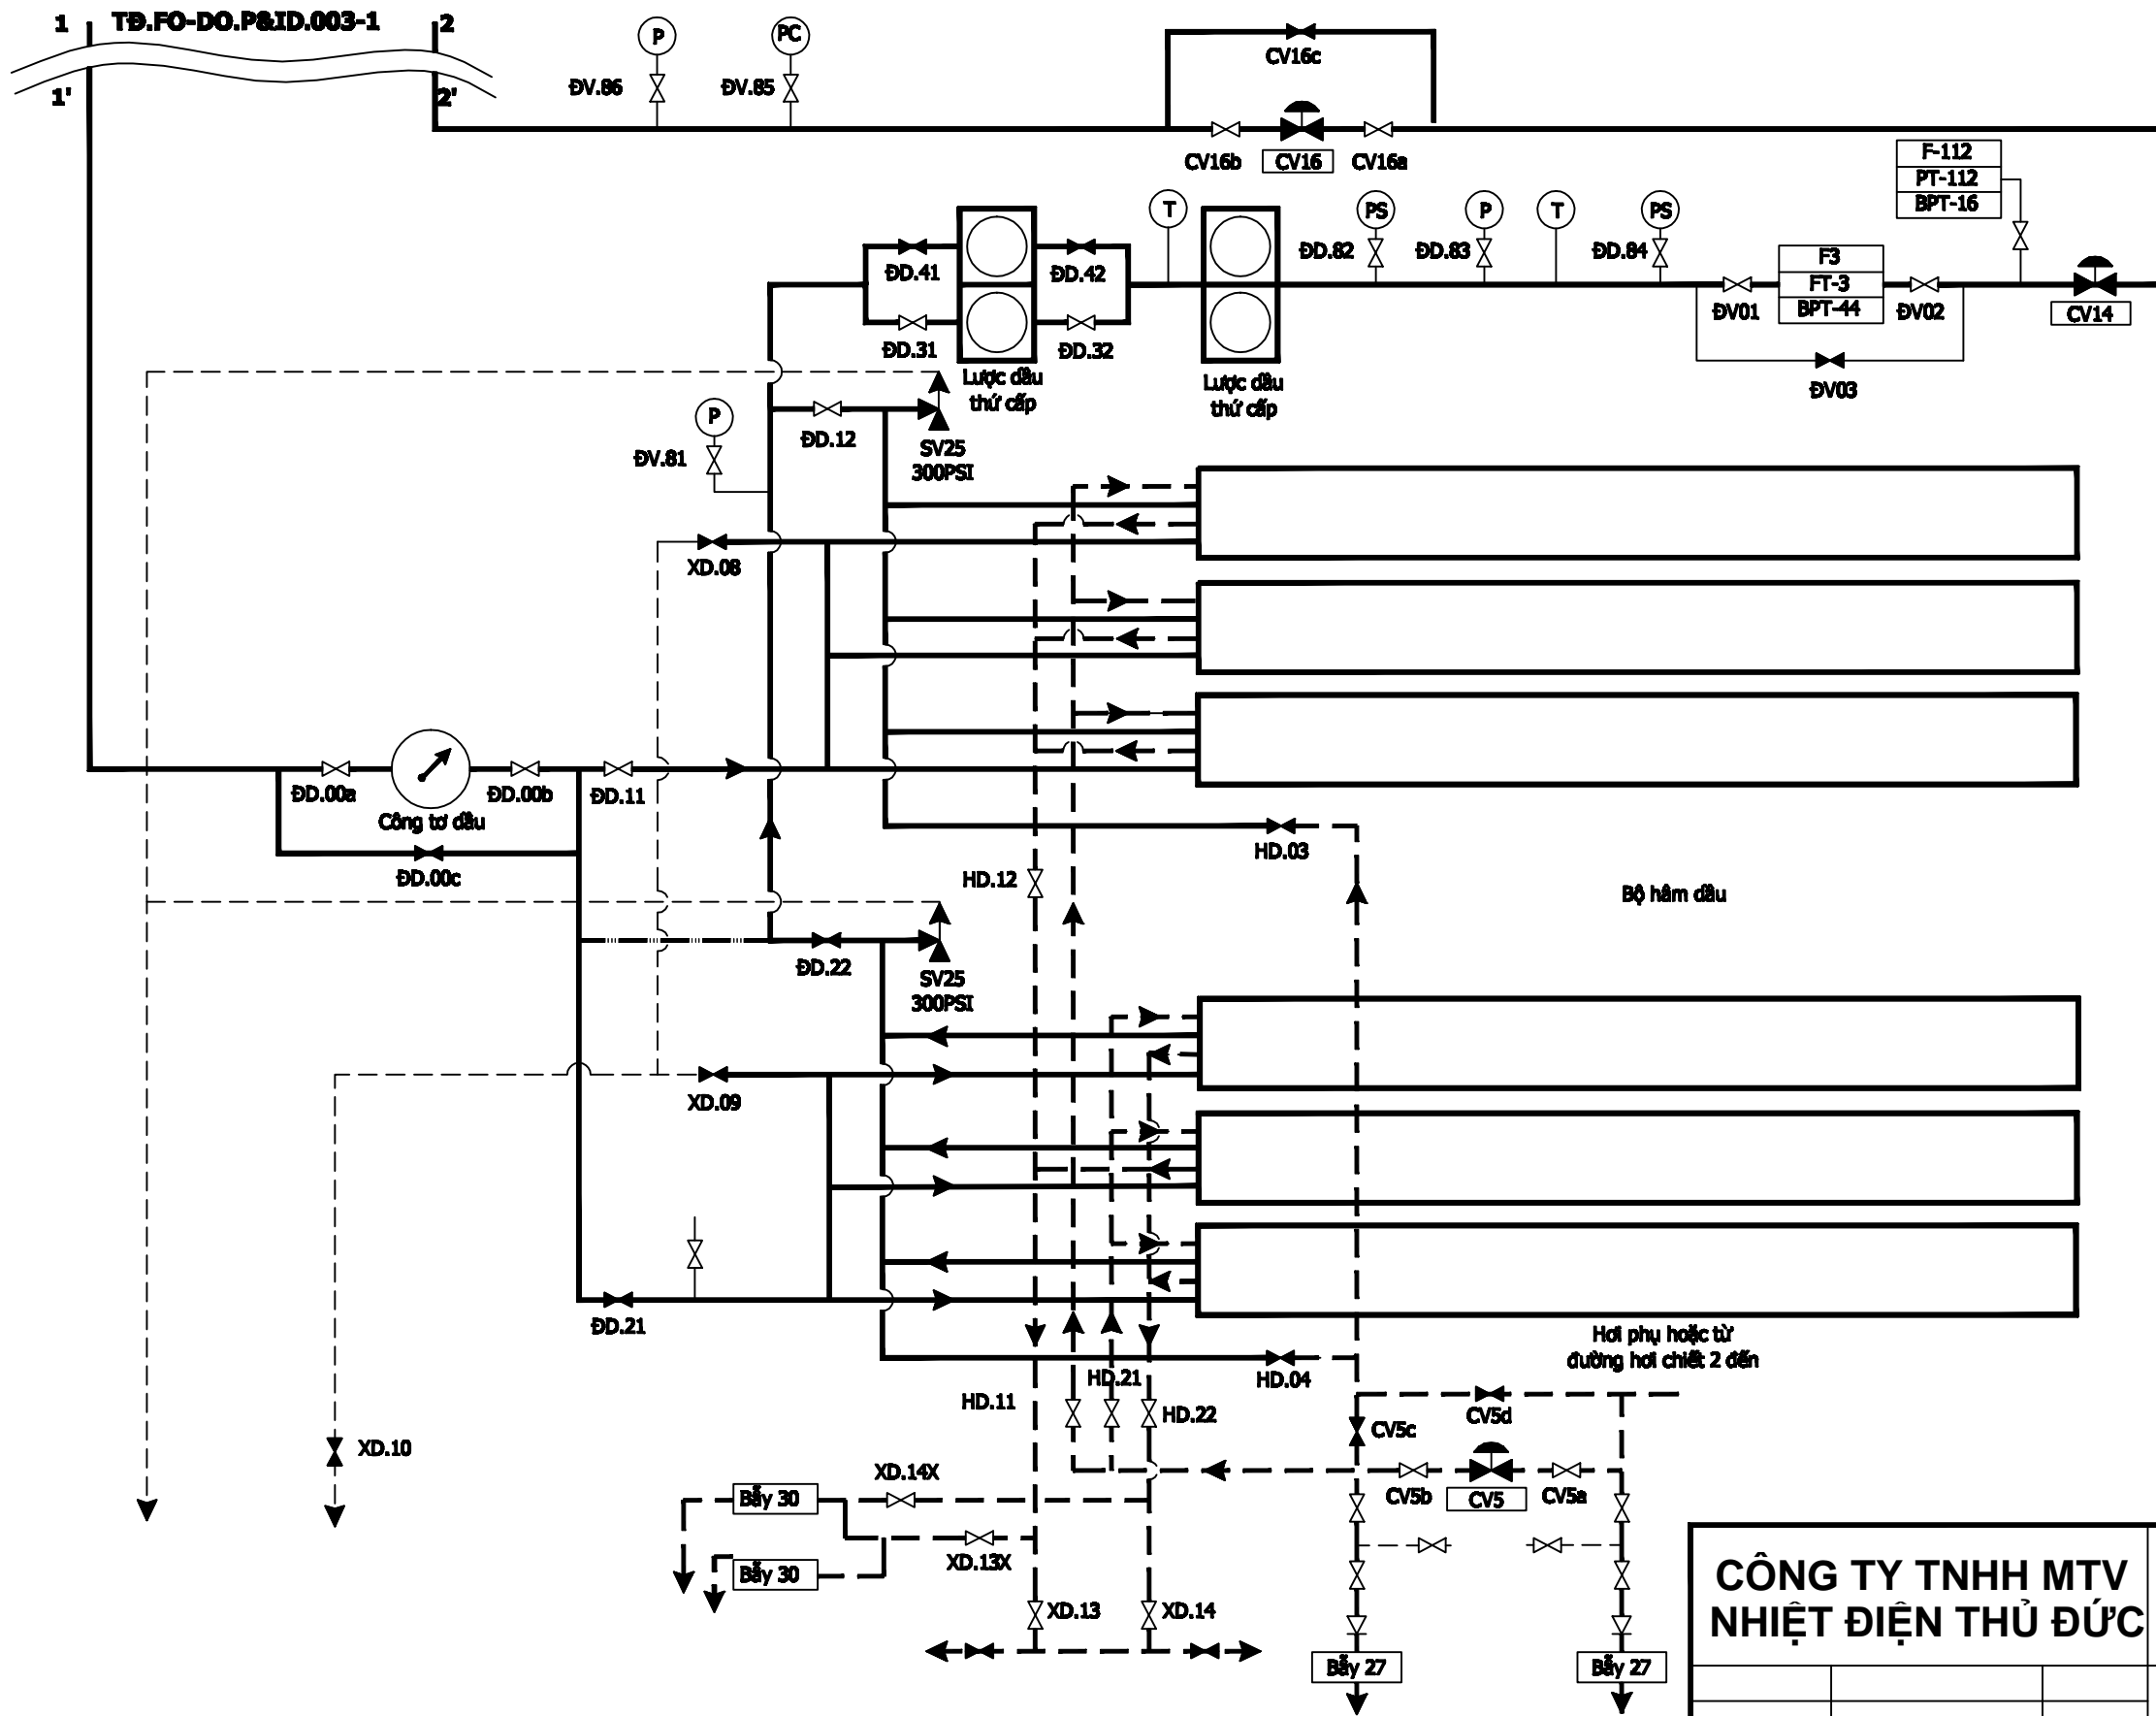 1 TĐ.FO-DO.P&ID.003-1 2
1' 2'
P
PC
ĐV.86
ĐV.85
CV16c
CV16b
CV16
CV16a
F-112
PT-112
BPT-16
T
PS
P
T
PS
ĐD.41
ĐD.42
ĐD.82
ĐD.83
ĐD.84
ĐD.31
ĐD.32
ĐV01
F3
FT-3
BPT-44
ĐV02
CV14
ĐV03
Lược dầu
thứ cấp
Lược dầu
thứ cấp
P
ĐV.81
ĐD.12
SV25
300PSI
XD.08
ĐD.00a
ĐD.00b
ĐD.11
Công tơ dầu
ĐD.00c
HD.03
HD.12
Bộ hâm dầu
ĐD.22
SV25
300PSI
XD.09
ĐD.21
Hơi phụ hoặc từ
đường hơi chiết 2 đến
HD.04
HD.21
HD.11
HD.22
CV5c
CV5d
XD.10
XD.14X
Bẫy 30
CV5b
CV5
CV5a
XD.13X
Bẫy 30
XD.13
XD.14
Bẫy 27
Bẫy 27
CÔNG TY TNHH MTV
NHIỆT ĐIỆN THỦ ĐỨC